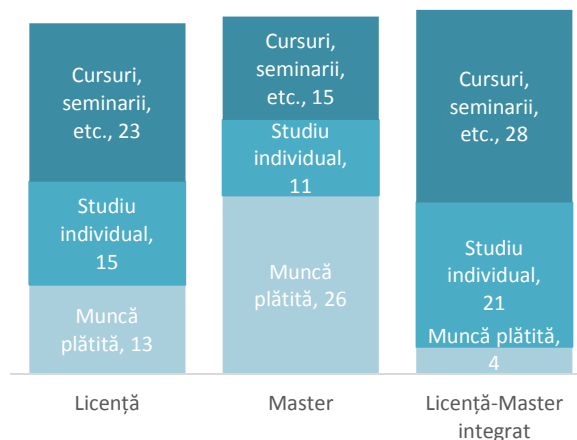 Cursuri,
seminarii,
etc., 23
Studiu
individual,
15
Muncă
plătită, 13
Cursuri,
seminarii,
etc., 15
Studiu
individual,
11
Muncă
plătită, 26
Cursuri,
seminarii,
etc.,
28
Studiu
individual,
21
Muncă plătită,
4
Licență
Master
Licență-Master
integrat